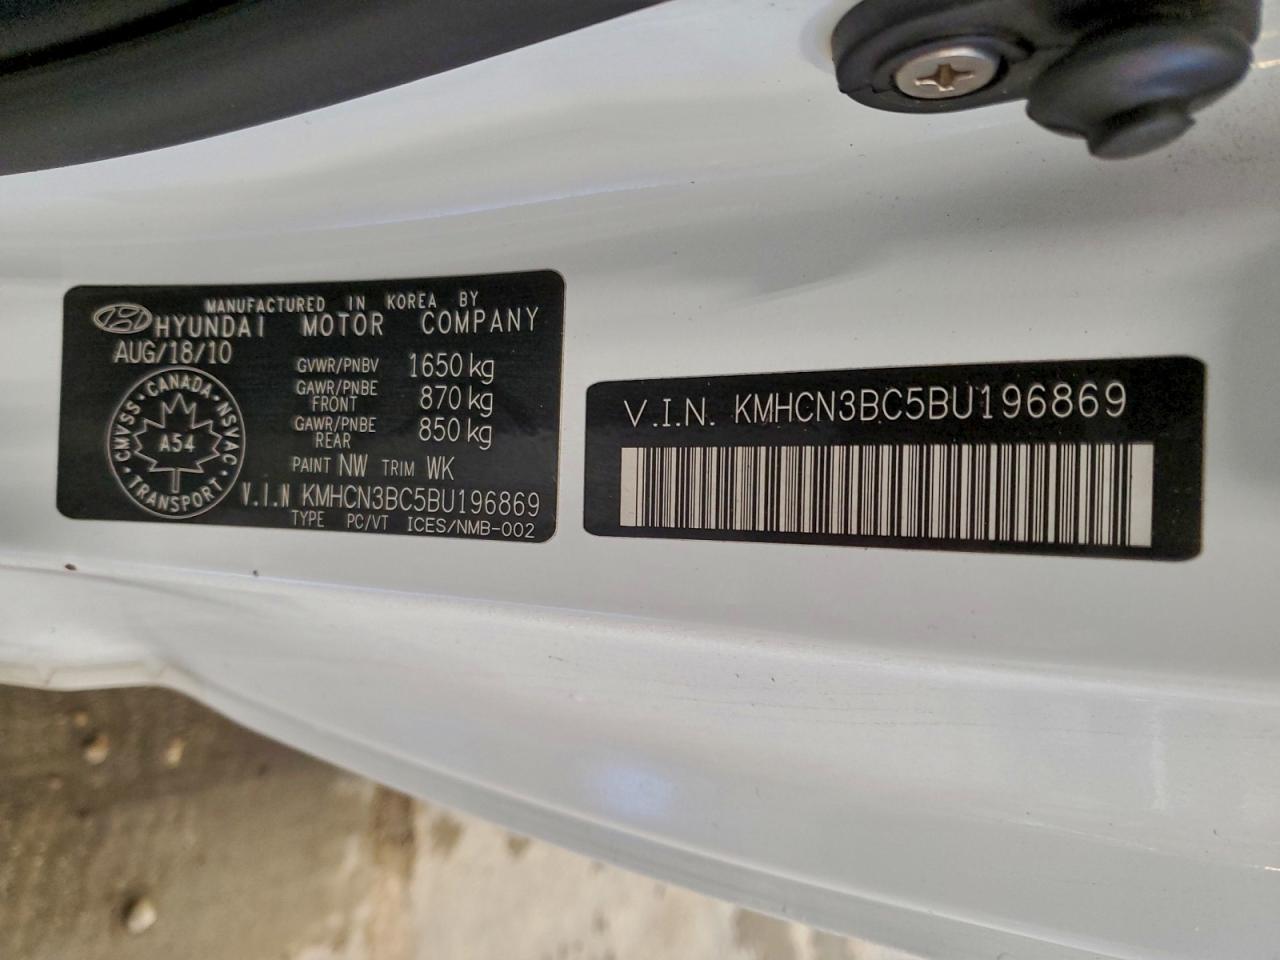 MANUFACTURED IN KOREA BY
HYUNDAI MOTOR COMPANY
AUG/18/10
GVWR/PNBV 1650 kg
GAWR/PNBE FRONT 870 kg
GAWR/PNBE REAR 850 kg
PAINT NW TRIM WK
V.I.N KMHCN3BC5BU196869
TYPE PC/VT ICES/NMB-002
CANADA
CMVSS NSVAC
A54
TRANSPORT
V.I.N. KMHCN3BC5BU196869